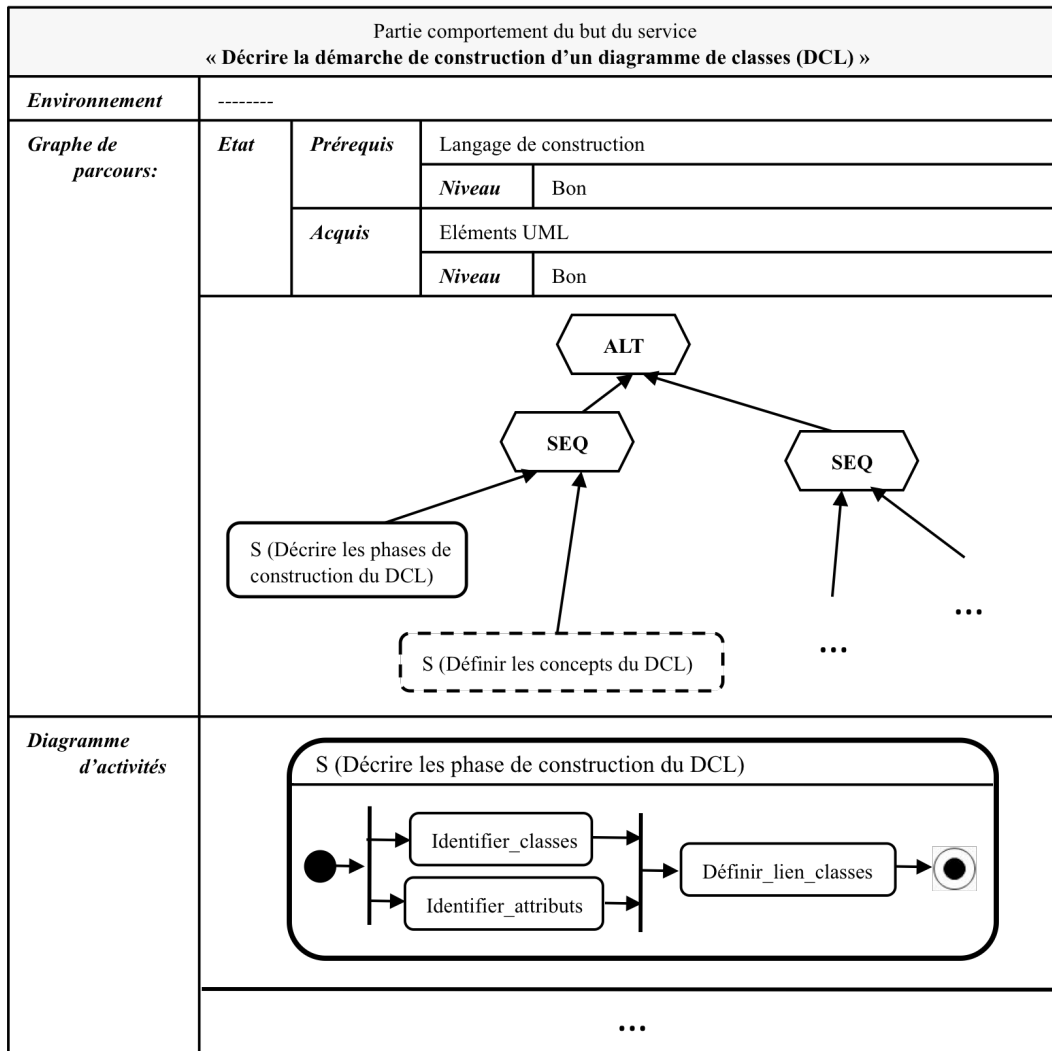 Partie comportement du but du service
« Décrire la démarche de construction d’un diagramme de classes (DCL) »
Environnement
--------
Graphe de
parcours:
Etat
Prérequis
Langage de construction
Niveau
Bon
Acquis
Eléments UML
Niveau
Bon
ALT
SEQ
SEQ
S (Décrire les phases de
construction du DCL)
...
S (Définir les concepts du DCL)
...
Diagramme
d’activités
S (Décrire les phase de construction du DCL)
Identifier_classes
Définir_lien_classes
Identifier_attributs
...